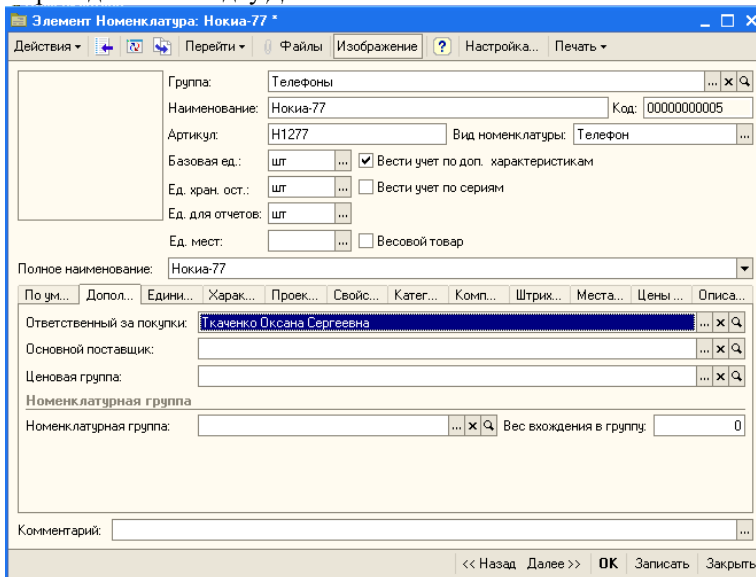 Элемент Номенклатура: Нокиа-77 *
Действия Перейти Файлы Изображение ? Настройка... Печать
Группа: Телефоны ...
Наименование: Нокиа-77 Код: 00000000005
Артикул: Н1277 Вид номенклатуры: Телефон ...
Базовая ед.: шт ... Вести учет по доп. характеристикам
Ед. хран. ост.: шт ... Вести учет по сериям
Ед. для отчетов: шт ...
Ед. мест: ... Весовой товар
Полное наименование: Нокиа-77
По ум... Допол... Едини... Харак... Проек... Свойс... Катег... Комп... Штрих... Места... Цены ... Описа...
Ответственный за покупки: Ткаченко Оксана Сергеевна ...
Основной поставщик: ...
Ценовая группа: ...
Номенклатурная группа
Номенклатурная группа: ... Вес вхождения в группу: 0
Комментарий: ...
<< Назад Далее >> OK Записать Закрыть